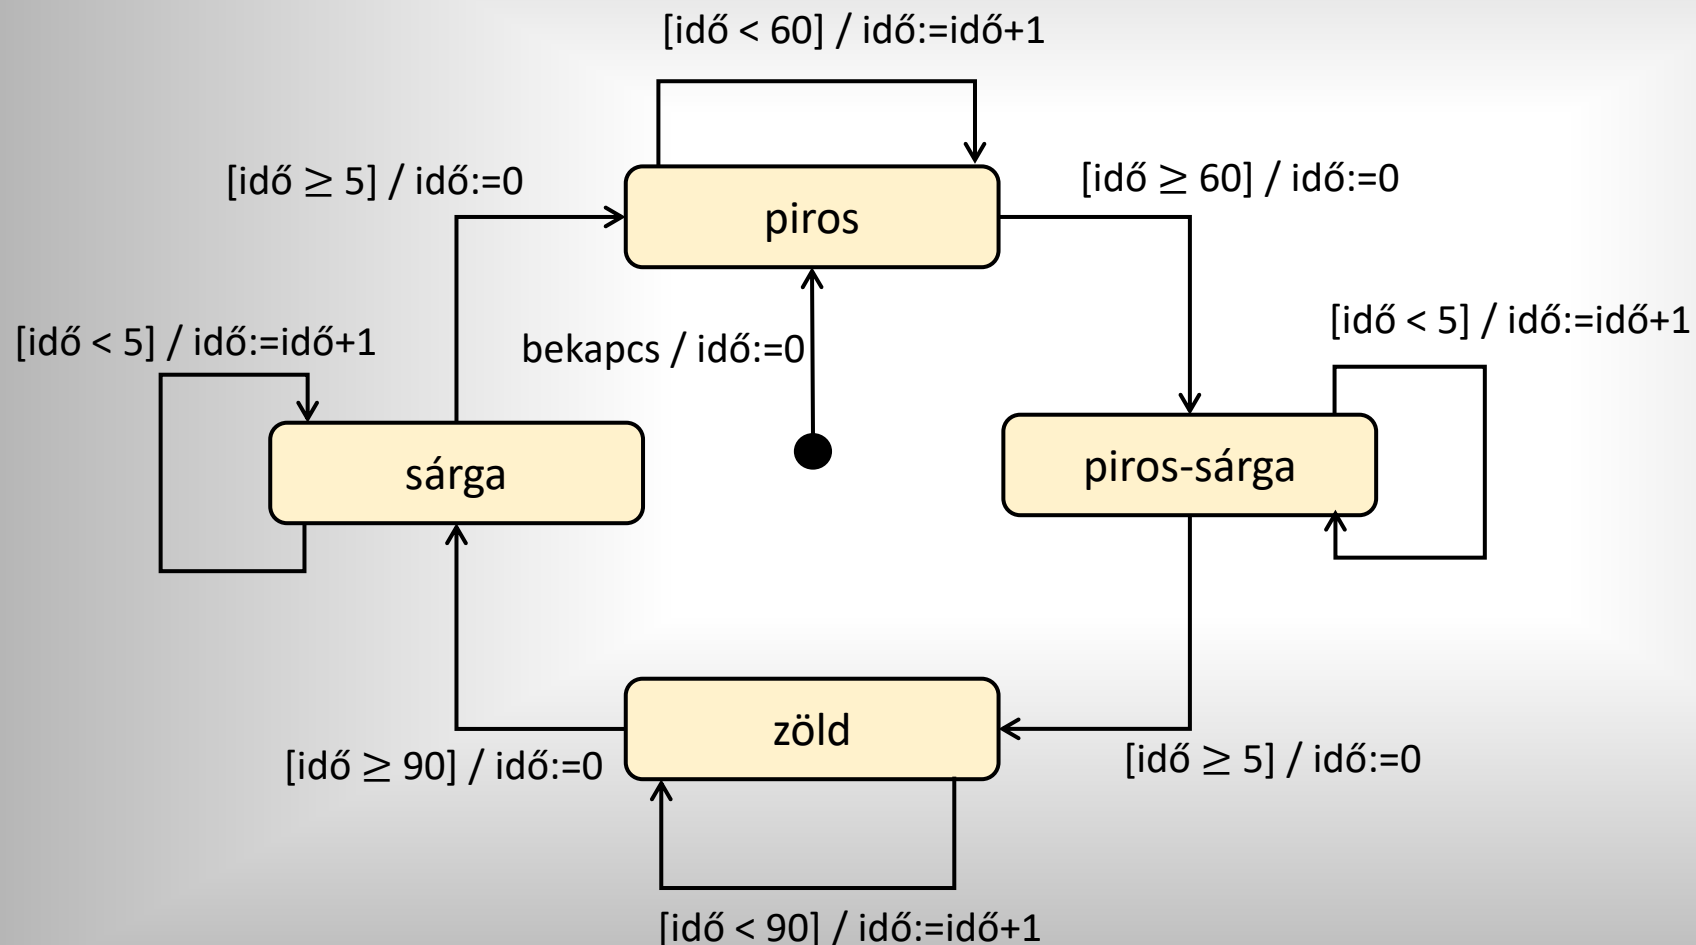 [idő < 60] / idő:=idő+1
[idő ≥ 5] / idő:=0
piros
[idő ≥ 60] / idő:=0
[idő < 5] / idő:=idő+1
bekapcs / idő:=0
[idő < 5] / idő:=idő+1
sárga
piros-sárga
zöld
[idő ≥ 90] / idő:=0
[idő ≥ 5] / idő:=0
[idő < 90] / idő:=idő+1